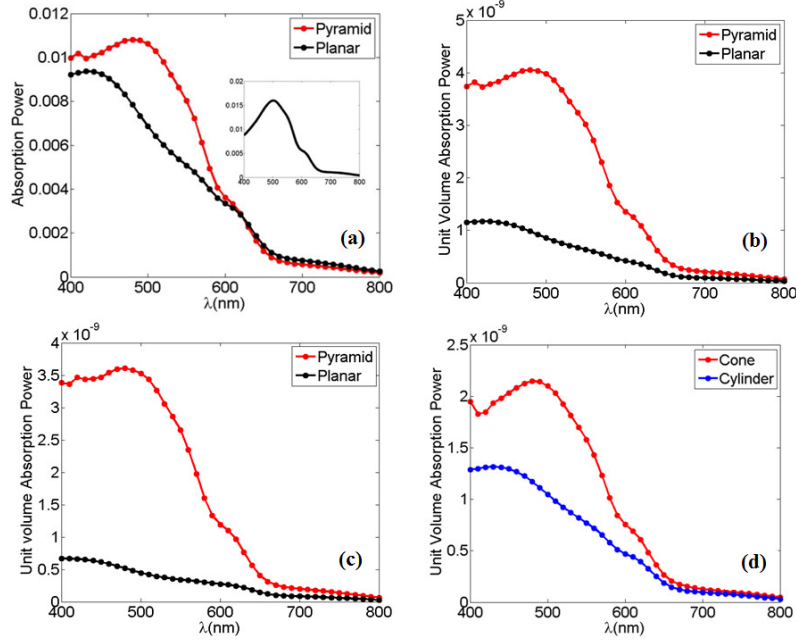 0.012
0.01
0.008
0.006
0.004
0.002
0
Absorption Power
Pyramid
Planar
0.02
0.015
0.01
0.005
0
400 500 600 700 800
(a)
400 500 600 700 800
λ(nm)
5 x 10-9
4
3
2
1
0
Unit Volume Absorption Power
Pyramid
Planar
(b)
400 500 600 700 800
λ(nm)
4 x 10-9
3.5
3
2.5
2
1.5
1
0.5
0
Unit volume Absorption Power
Pyramid
Planar
(c)
400 500 600 700 800
λ(nm)
2.5 x 10-9
2
1.5
1
0.5
0
Unit Volume Absorption Power
Cone
Cylinder
(d)
400 500 600 700 800
λ(nm)